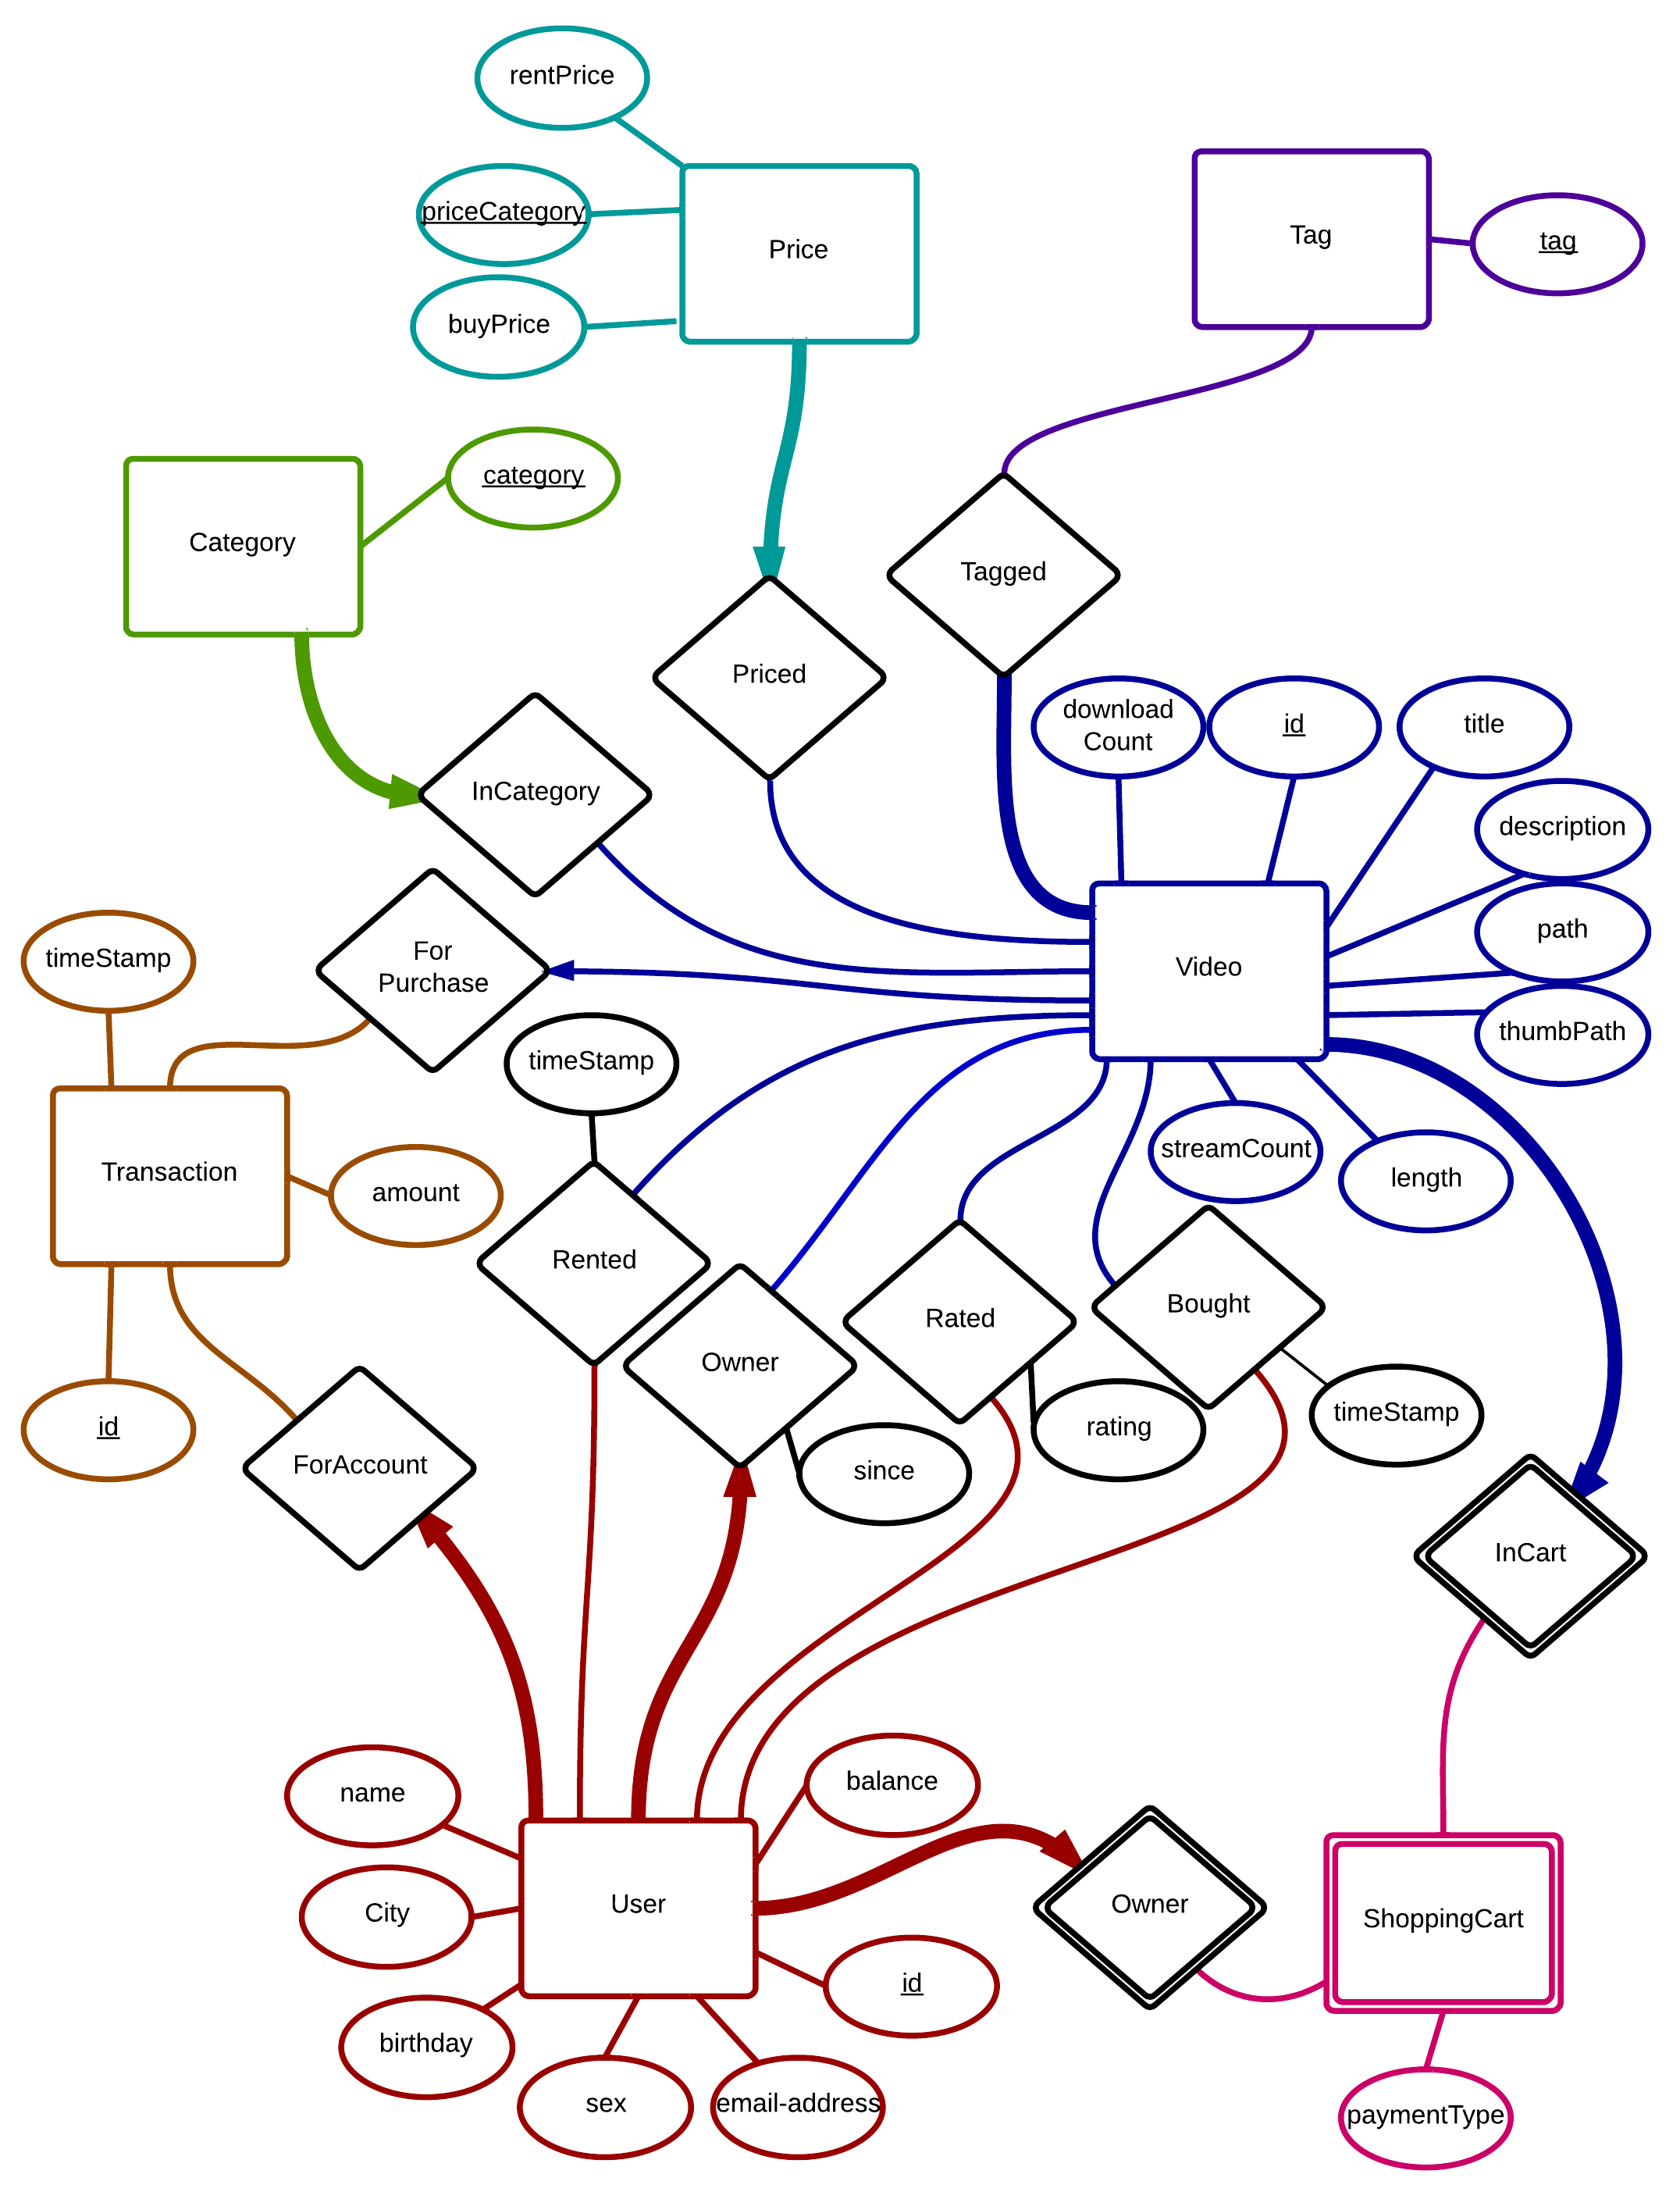 rentPrice
priceCategory
Price
buyPrice
Tag
tag
category
Category
Tagged
Priced
InCategory
download
Count
id
title
description
path
thumbPath
Video
For
Purchase
timeStamp
timeStamp
Transaction
amount
streamCount
length
Rented
Owner
Rated
Bought
id
ForAccount
since
rating
timeStamp
InCart
name
balance
City
User
Owner
ShoppingCart
id
birthday
sex
email-address
paymentType